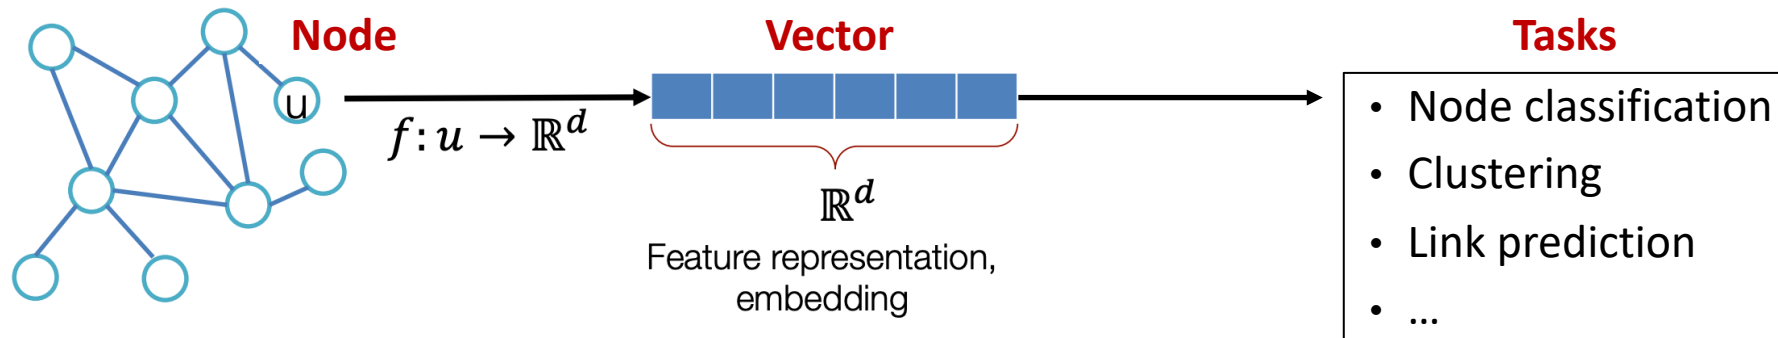 Node
u
f: u → ℝ^d
Vector
ℝ^d
Feature representation,
embedding
Tasks
• Node classification
• Clustering
• Link prediction
• ...